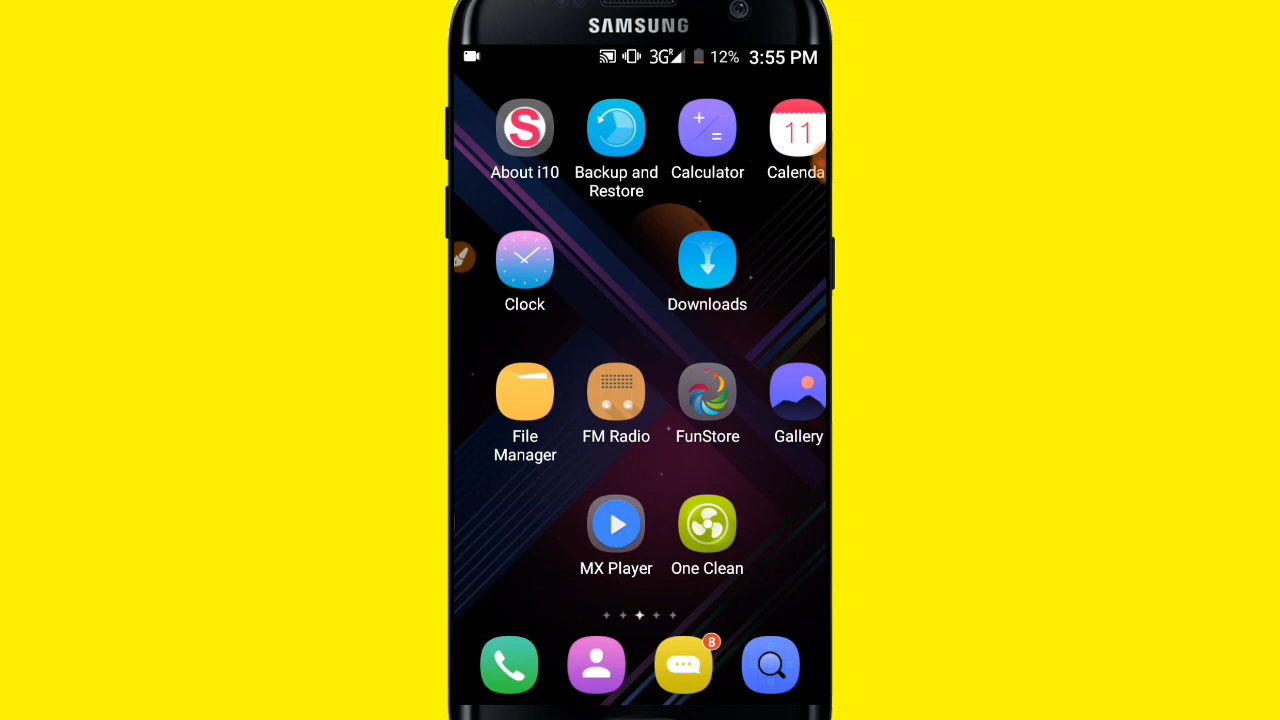 SAMSUNG
3G R 12% 3:55 PM
S
11
About i10 Backup and Restore Calculator Calenda
Clock Downloads
File Manager FM Radio FunStore Gallery
MX Player One Clean
8